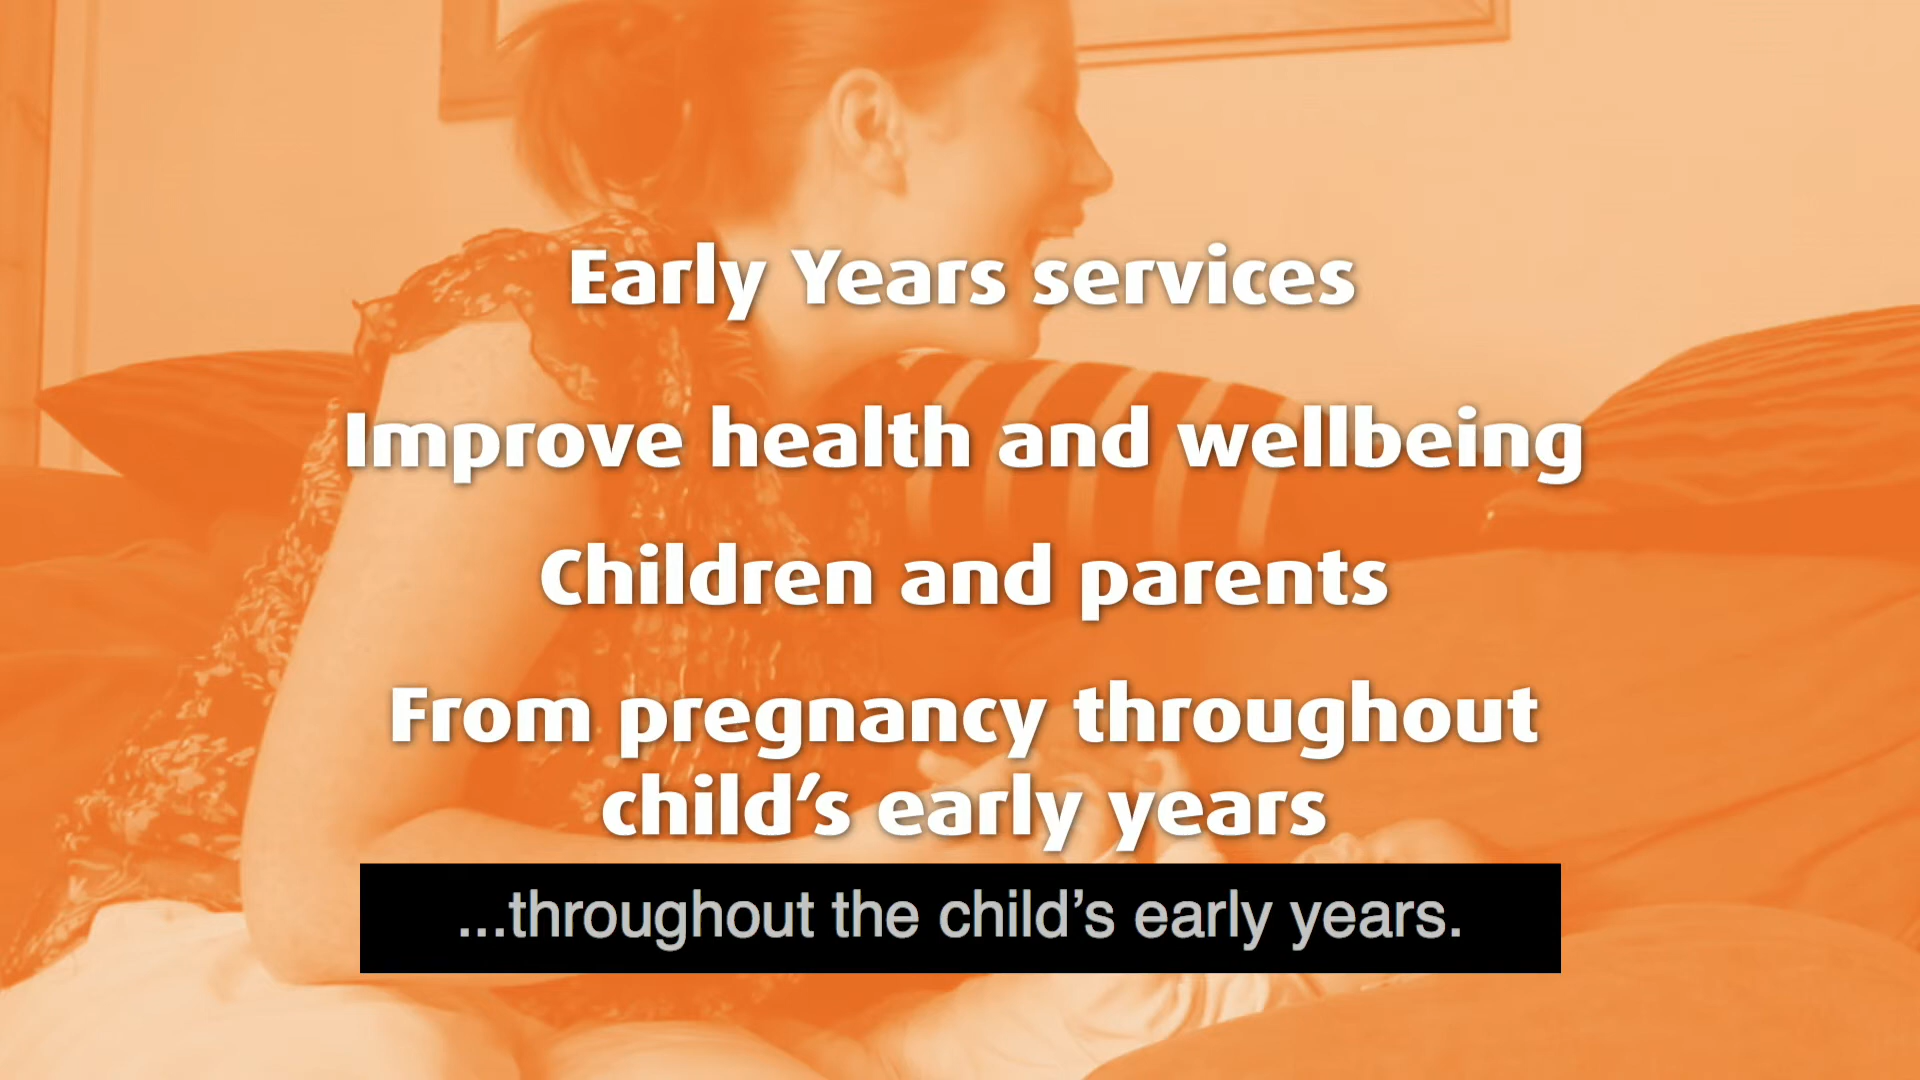 Early Years services
Improve health and wellbeing
Children and parents
From pregnancy throughout
child’s early years
...throughout the child’s early years.